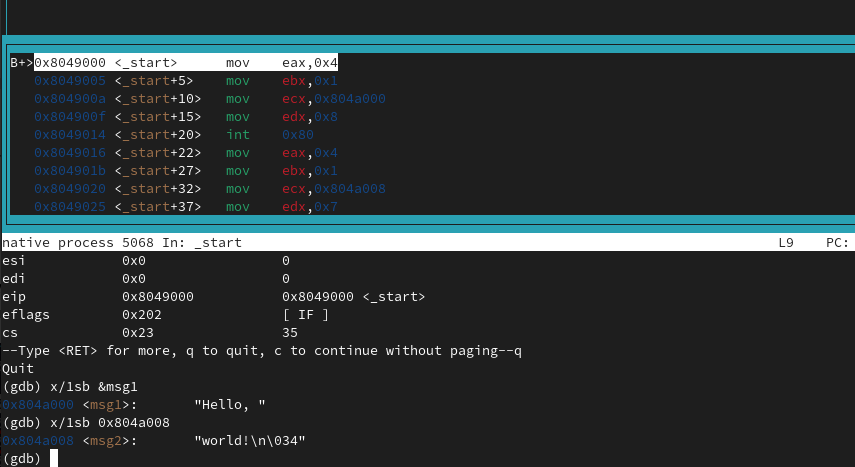 B+>0x8049000 <_start>      mov    eax,0x4
   0x8049005 <_start+5>    mov    ebx,0x1
   0x804900a <_start+10>   mov    ecx,0x804a000
   0x804900f <_start+15>   mov    edx,0x8
   0x8049014 <_start+20>   int    0x80
   0x8049016 <_start+22>   mov    eax,0x4
   0x804901b <_start+27>   mov    ebx,0x1
   0x8049020 <_start+32>   mov    ecx,0x804a008
   0x8049025 <_start+37>   mov    edx,0x7
native process 5068 In: _start                                                                   L9    PC:
esi            0x0                 0
edi            0x0                 0
eip            0x8049000           0x8049000 <_start>
eflags         0x202               [ IF ]
cs             0x23                35
--Type <RET> for more, q to quit, c to continue without paging--q
Quit
(gdb) x/1sb &msg1
0x804a000 <msg1>:       "Hello, "
(gdb) x/1sb 0x804a008
0x804a008 <msg2>:       "world!\n\034"
(gdb)